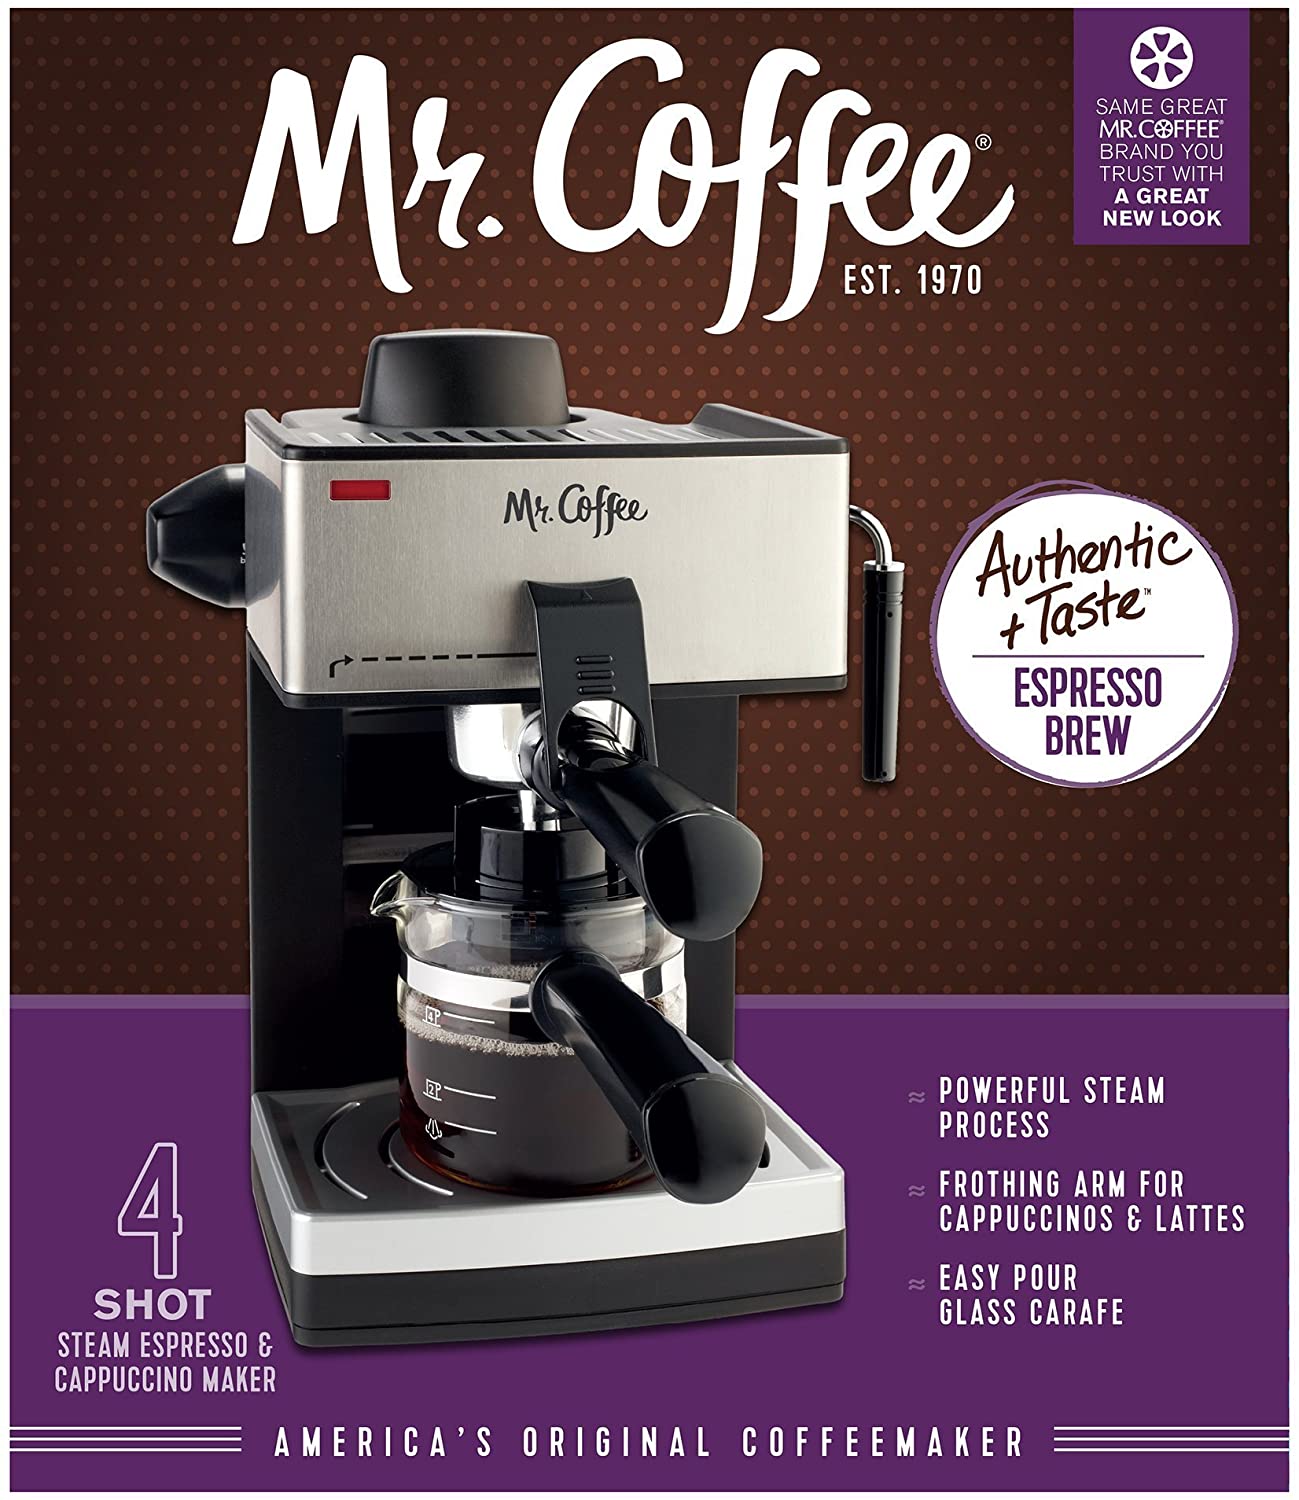 Mr. Coffee®
EST. 1970
SAME GREAT
MR. COFFEE®
BRAND YOU
TRUST WITH
A GREAT
NEW LOOK
Mr. Coffee
Authentic
+ Taste™
ESPRESSO
BREW
4P
2P
≈ POWERFUL STEAM
PROCESS
≈ FROTHING ARM FOR
CAPPUCCINOS & LATTES
≈ EASY POUR
GLASS CARAFE
4
SHOT
STEAM ESPRESSO &
CAPPUCCINO MAKER
AMERICA'S ORIGINAL COFFEEMAKER